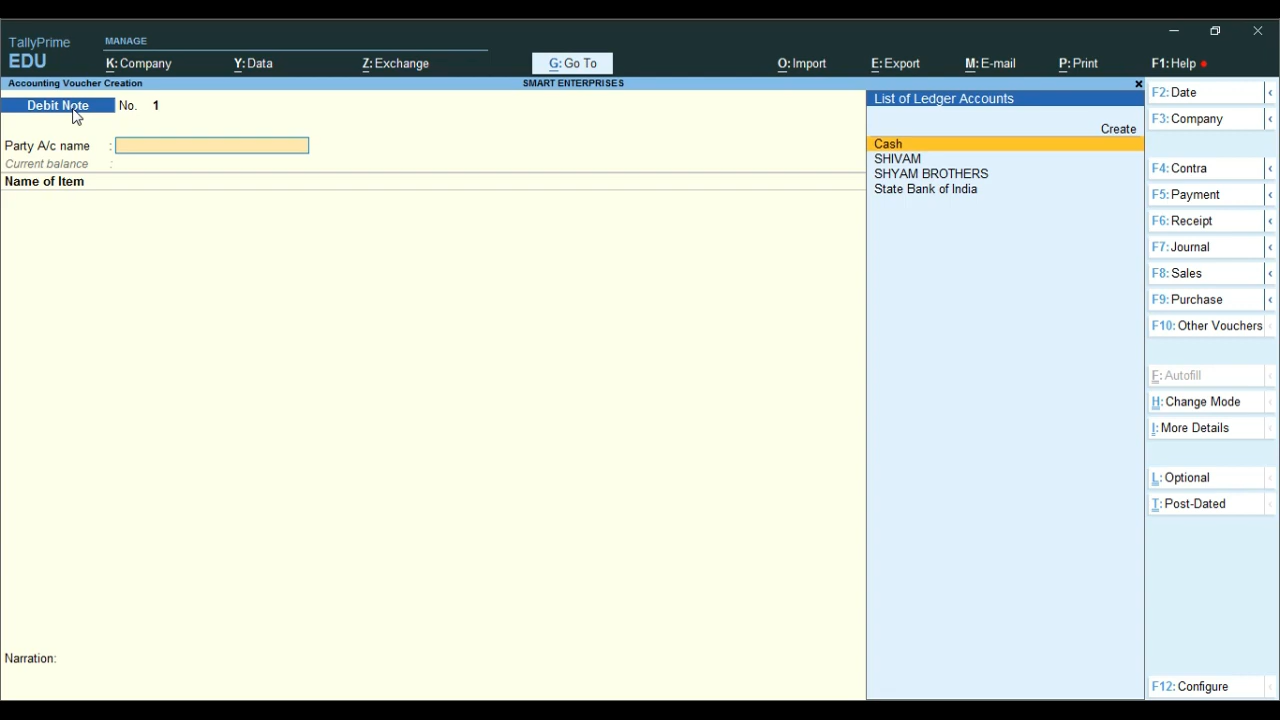 TallyPrime
EDU
MANAGE
K: Company Y: Data Z: Exchange G: Go To O: Import E: Export M: E-mail P: Print F1: Help
Accounting Voucher Creation SMART ENTERPRISES
Debit Note No. 1
Party A/c name :
Current balance :
Name of Item
Narration:
List of Ledger Accounts
Create
Cash
SHIVAM
SHYAM BROTHERS
State Bank of India
F2: Date
F3: Company
F4: Contra
F5: Payment
F6: Receipt
F7: Journal
F8: Sales
F9: Purchase
F10: Other Vouchers
E: Autofill
H: Change Mode
I: More Details
L: Optional
T: Post-Dated
F12: Configure